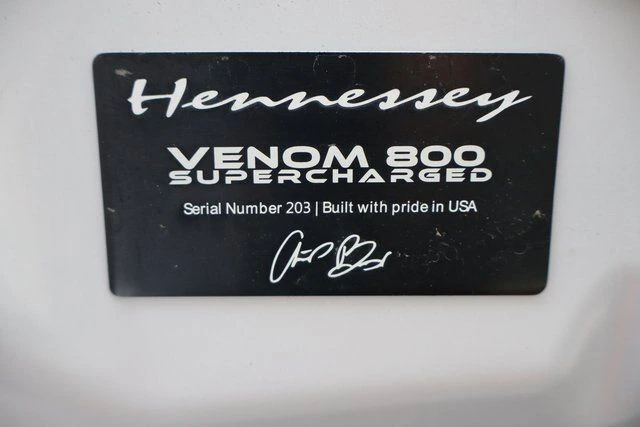 Hennessey
VENOM 800
SUPERCHARGED
Serial Number 203 | Built with pride in USA